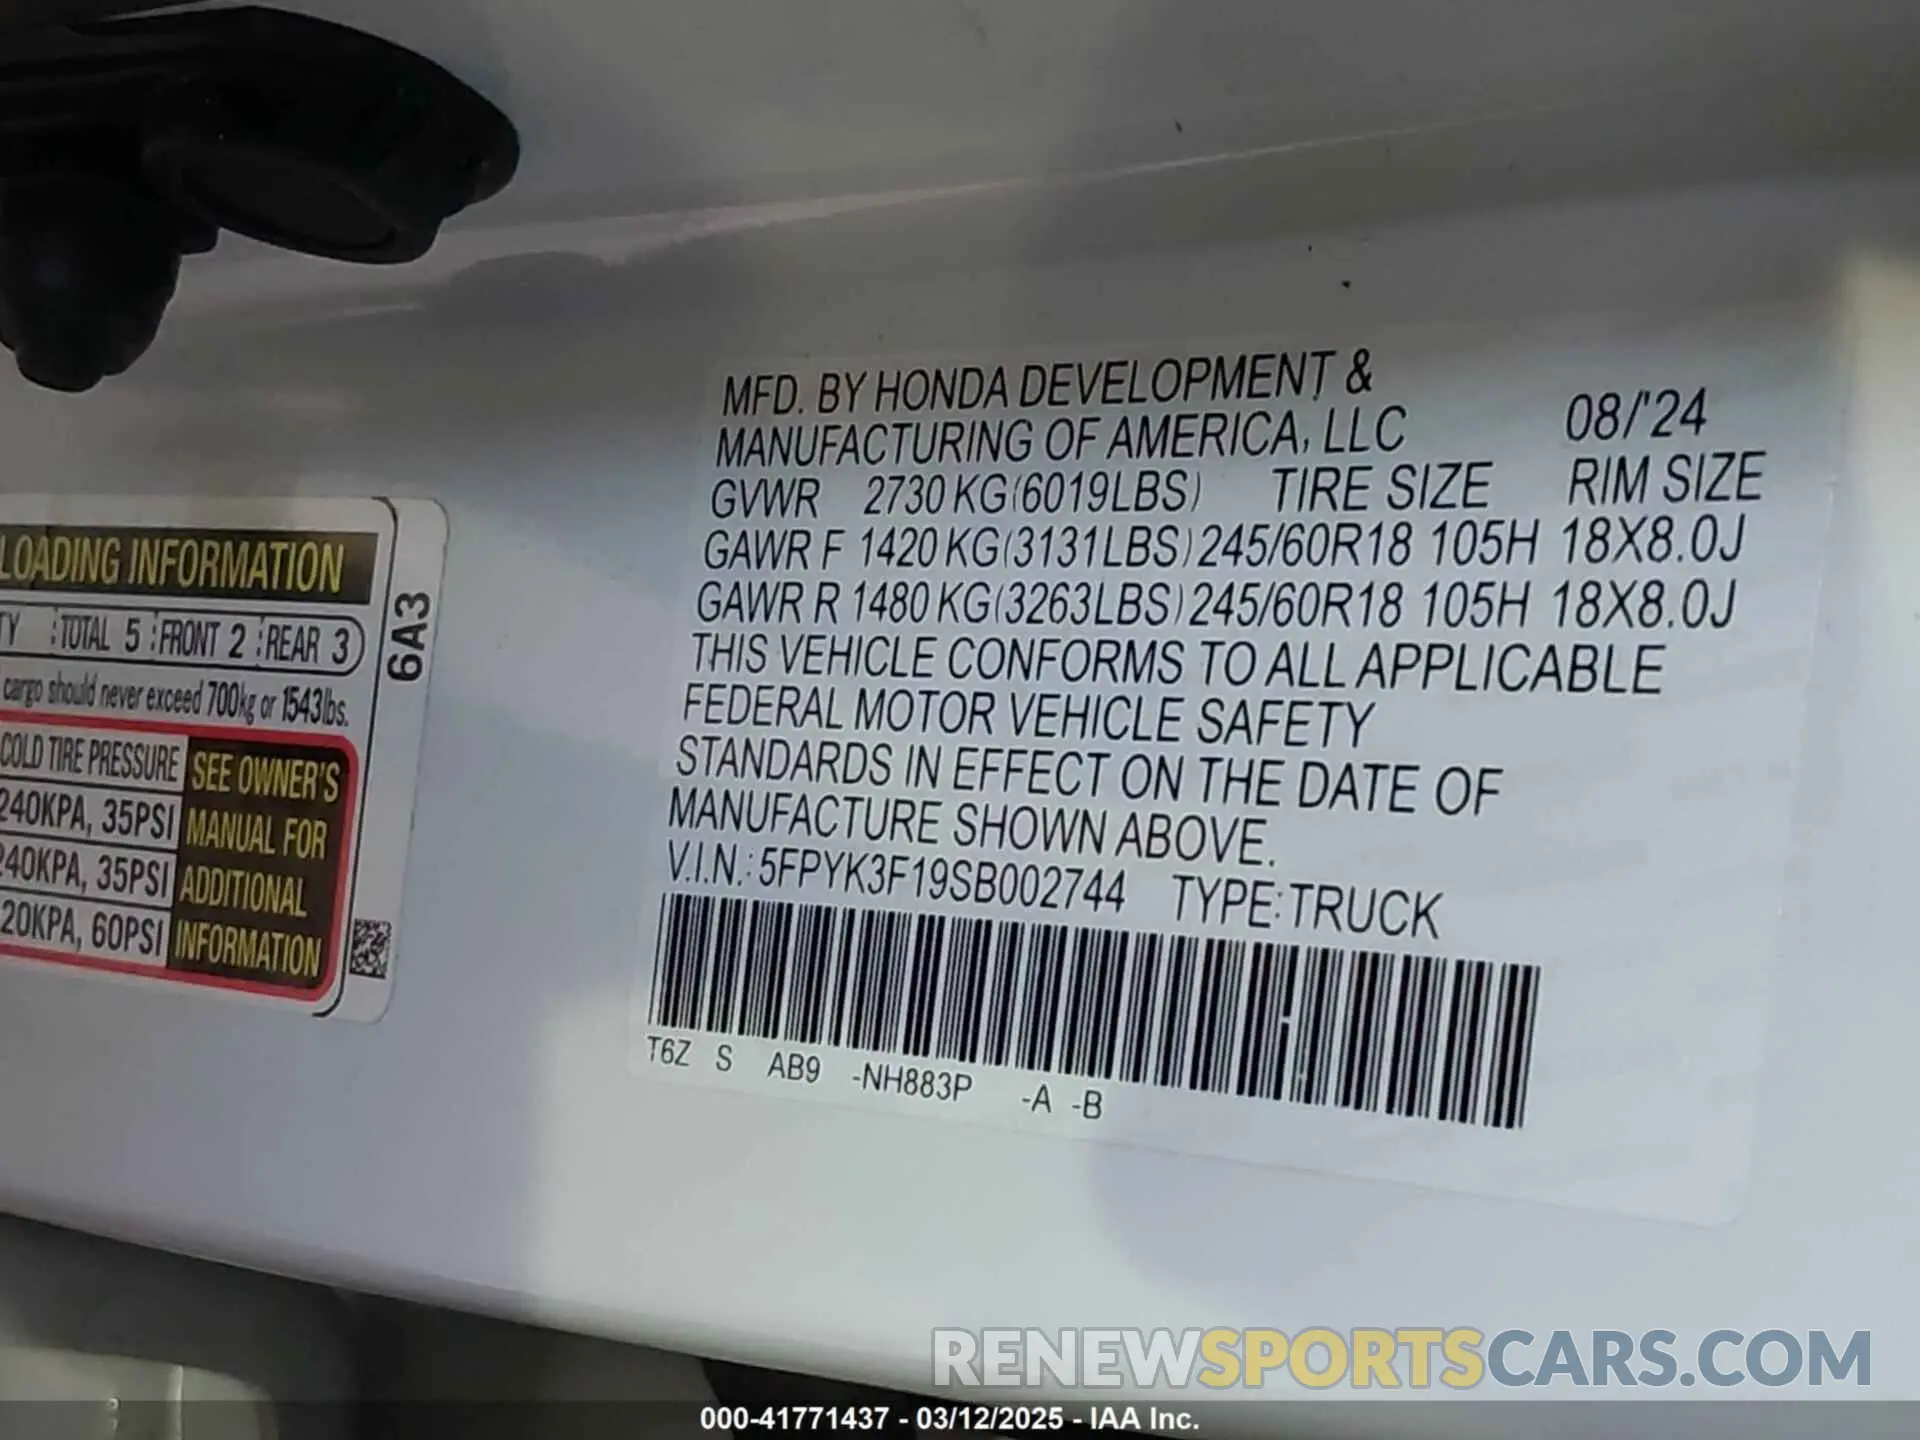 LOADING INFORMATION
TOTAL 5 FRONT 2 REAR 3
cargo should never exceed 700kg or 1543lbs.
COLD TIRE PRESSURE
240KPA, 35PSI
240KPA, 35PSI
20KPA, 60PSI
SEE OWNER'S
MANUAL FOR
ADDITIONAL
INFORMATION
6A3
MFD. BY HONDA DEVELOPMENT &
MANUFACTURING OF AMERICA, LLC 08/'24
GVWR 2730 KG(6019LBS) TIRE SIZE RIM SIZE
GAWR F 1420 KG(3131LBS) 245/60R18 105H 18X8.0J
GAWR R 1480 KG(3263LBS) 245/60R18 105H 18X8.0J
THIS VEHICLE CONFORMS TO ALL APPLICABLE
FEDERAL MOTOR VEHICLE SAFETY
STANDARDS IN EFFECT ON THE DATE OF
MANUFACTURE SHOWN ABOVE.
V.I.N.: 5FPYK3F19SB002744 TYPE: TRUCK
T6Z S AB9 -NH883P -A -B
RENEWSPORTSCARS.COM
000-41771437 - 03/12/2025 - IAA Inc.